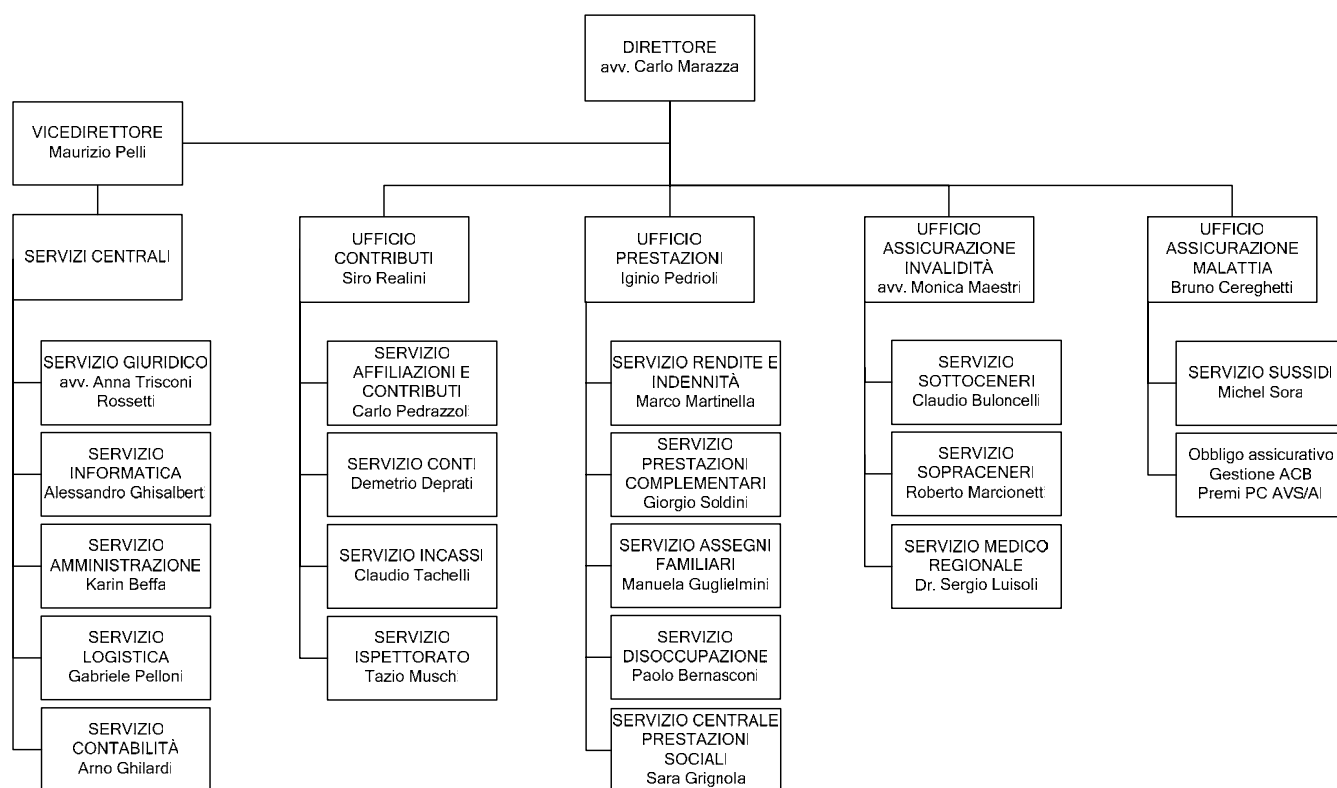 DIRETTORE
avv. Carlo Marazza
VICEDIRETTORE
Maurizio Pelli
SERVIZI CENTRALI
UFFICIO
CONTRIBUTI
Siro Realini
UFFICIO
PRESTAZIONI
Iginio Pedrioli
UFFICIO
ASSICURAZIONE
INVALIDITÀ
avv. Monica Maestri
UFFICIO
ASSICURAZIONE
MALATTIA
Bruno Cereghetti
SERVIZIO GIURIDICO
avv. Anna Trisconi
Rossetti
SERVIZIO
INFORMATICA
Alessandro Ghisalberti
SERVIZIO
AMMINISTRAZIONE
Karin Beffa
SERVIZIO
LOGISTICA
Gabriele Pelloni
SERVIZIO
CONTABILITÀ
Arno Ghilardi
SERVIZIO
AFFILIAZIONI E
CONTRIBUTI
Carlo Pedrazzoli
SERVIZIO CONTI
Demetrio Deprati
SERVIZIO INCASSI
Claudio Tachelli
SERVIZIO
ISPETTORATO
Tazio Muschi
SERVIZIO RENDITE E
INDENNITÀ
Marco Martinella
SERVIZIO
PRESTAZIONI
COMPLEMENTARI
Giorgio Soldini
SERVIZIO ASSEGNI
FAMILIARI
Manuela Guglielmini
SERVIZIO
DISOCCUPAZIONE
Paolo Bernasconi
SERVIZIO CENTRALE
PRESTAZIONI
SOCIALI
Sara Grignola
SERVIZIO
SOTTOCENERI
Claudio Buloncelli
SERVIZIO
SOPRACENERI
Roberto Marcionetti
SERVIZIO MEDICO
REGIONALE
Dr. Sergio Luisoli
SERVIZIO SUSSIDI
Michel Sora
Obbligo assicurativo
Gestione ACB
Premi PC AVS/AI